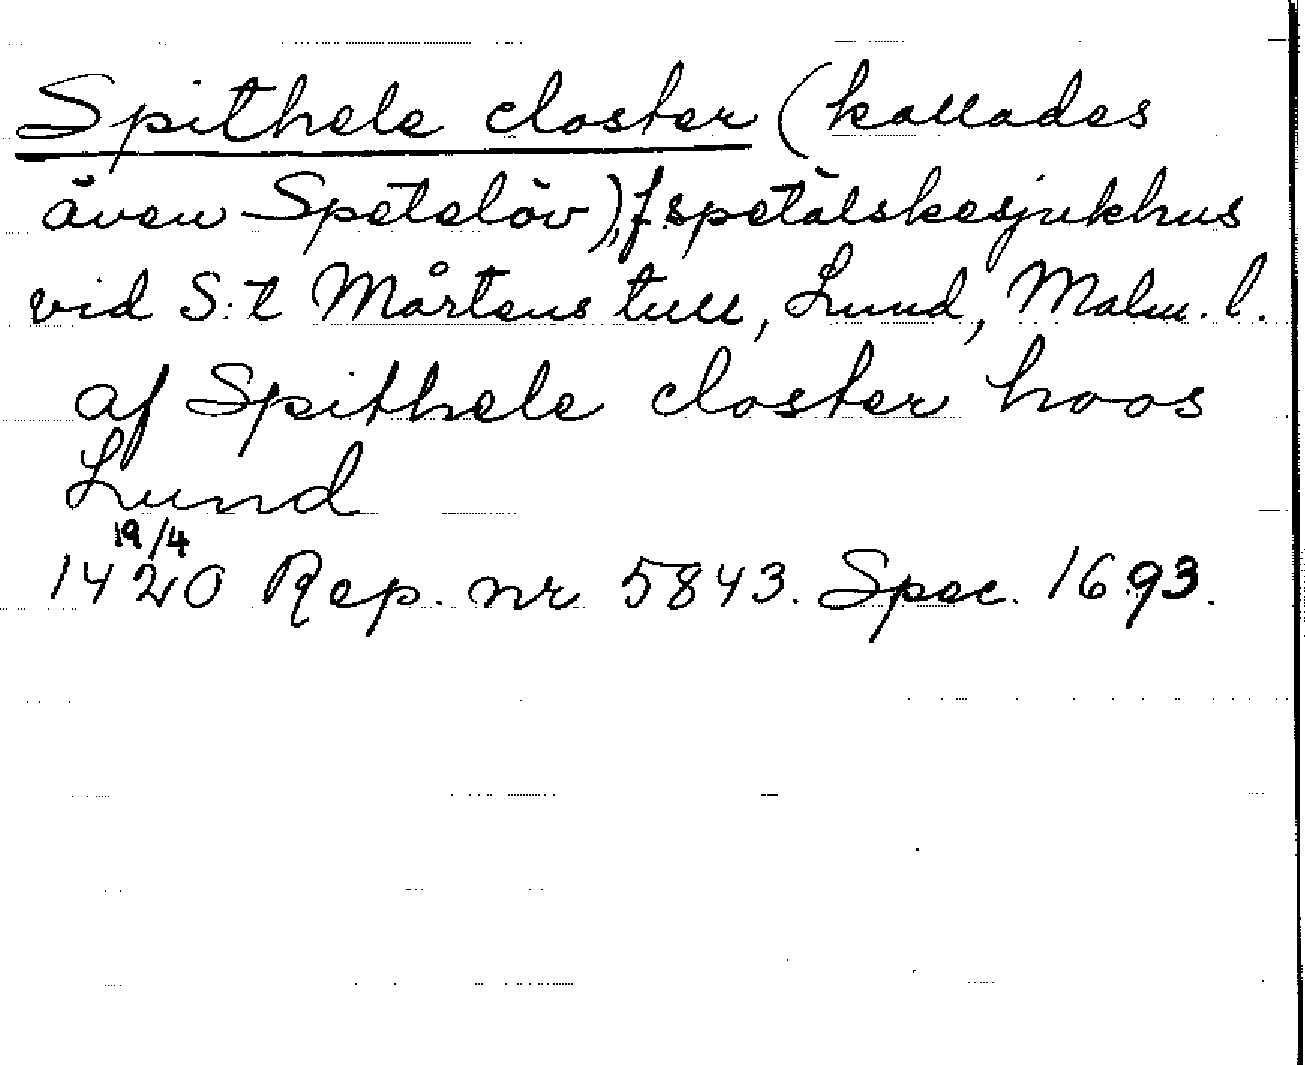 Spithele closter (kallades
även Spetelöv), f. spetälskesjukhus
vid S:t Mårtens tull, Lund, Malm. l.
af Spithele closter hoos
Lund
19/4
1420 Rep. nr 5843. Spec. 1693.